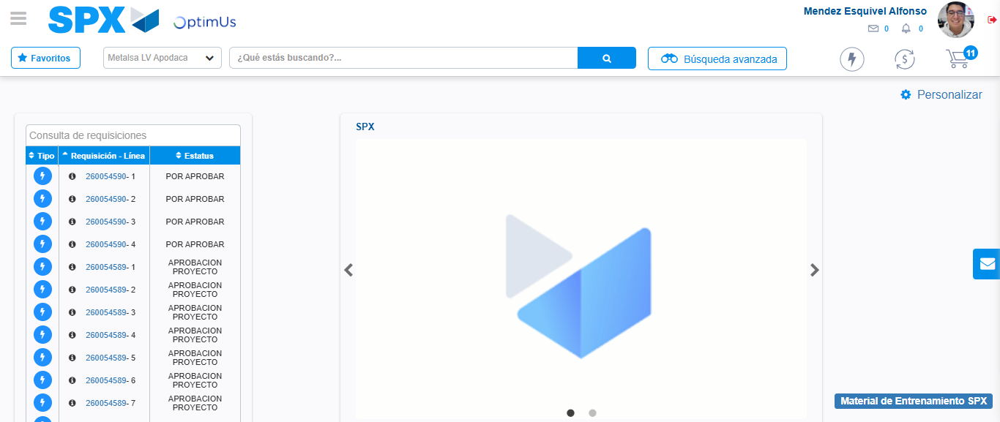 SPX OptimUs
Mendez Esquivel Alfonso
0 0
Favoritos
Metalsa LV Apodaca
¿Qué estás buscando?...
Búsqueda avanzada
$
11
Personalizar
Consulta de requisiciones
Tipo Requisición - Línea Estatus
260054590- 1 POR APROBAR
260054590- 2 POR APROBAR
260054590- 3 POR APROBAR
260054590- 4 POR APROBAR
260054589- 1 APROBACION
PROYECTO
260054589- 2 APROBACION
PROYECTO
260054589- 3 APROBACION
PROYECTO
260054589- 4 APROBACION
PROYECTO
260054589- 5 APROBACION
PROYECTO
260054589- 6 APROBACION
PROYECTO
260054589- 7 APROBACION
PROYECTO
SPX
Material de Entrenamiento SPX